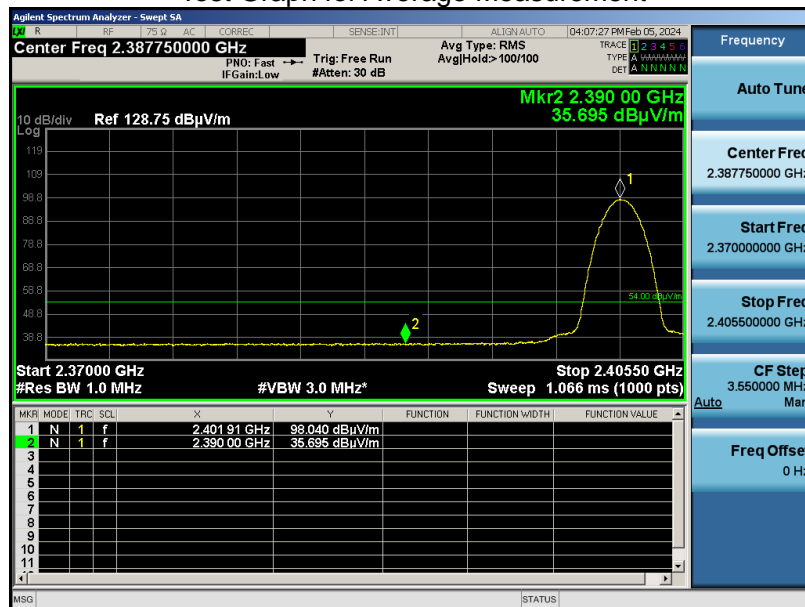 Test Graph for Average Measurement
Agilent Spectrum Analyzer - Swept SA
LXI R RF 75 Ω AC CORREC SENSE:INT ALIGN AUTO 04:07:27 PM Feb 05, 2024
Center Freq 2.387750000 GHz
PNO: Fast
IFGain:Low
Trig: Free Run
#Atten: 30 dB
Avg Type: RMS
Avg|Hold:>100/100
TRACE 1 2 3 4 5 6
TYPE A WWWWW
DET A N N N N N
Mkr2 2.390 00 GHz
35.695 dBµV/m
10 dB/div
Log
Ref 128.75 dBµV/m
119
109
98.8
88.8
78.8
68.8
58.8
48.8
38.8
1
2
54.00 dBµV/m
Start 2.37000 GHz Stop 2.40550 GHz
#Res BW 1.0 MHz #VBW 3.0 MHz* Sweep 1.066 ms (1000 pts)
MKR MODE TRC SCL X Y FUNCTION FUNCTION WIDTH FUNCTION VALUE
1 N 1 f 2.401 91 GHz 98.040 dBµV/m
2 N 1 f 2.390 00 GHz 35.695 dBµV/m
3
4
5
6
7
8
9
10
11
MSG STATUS
Frequency
Auto Tune
Center Freq
2.387750000 GHz
Start Freq
2.370000000 GHz
Stop Freq
2.405500000 GHz
CF Step
3.550000 MHz
Auto Man
Freq Offset
0 Hz